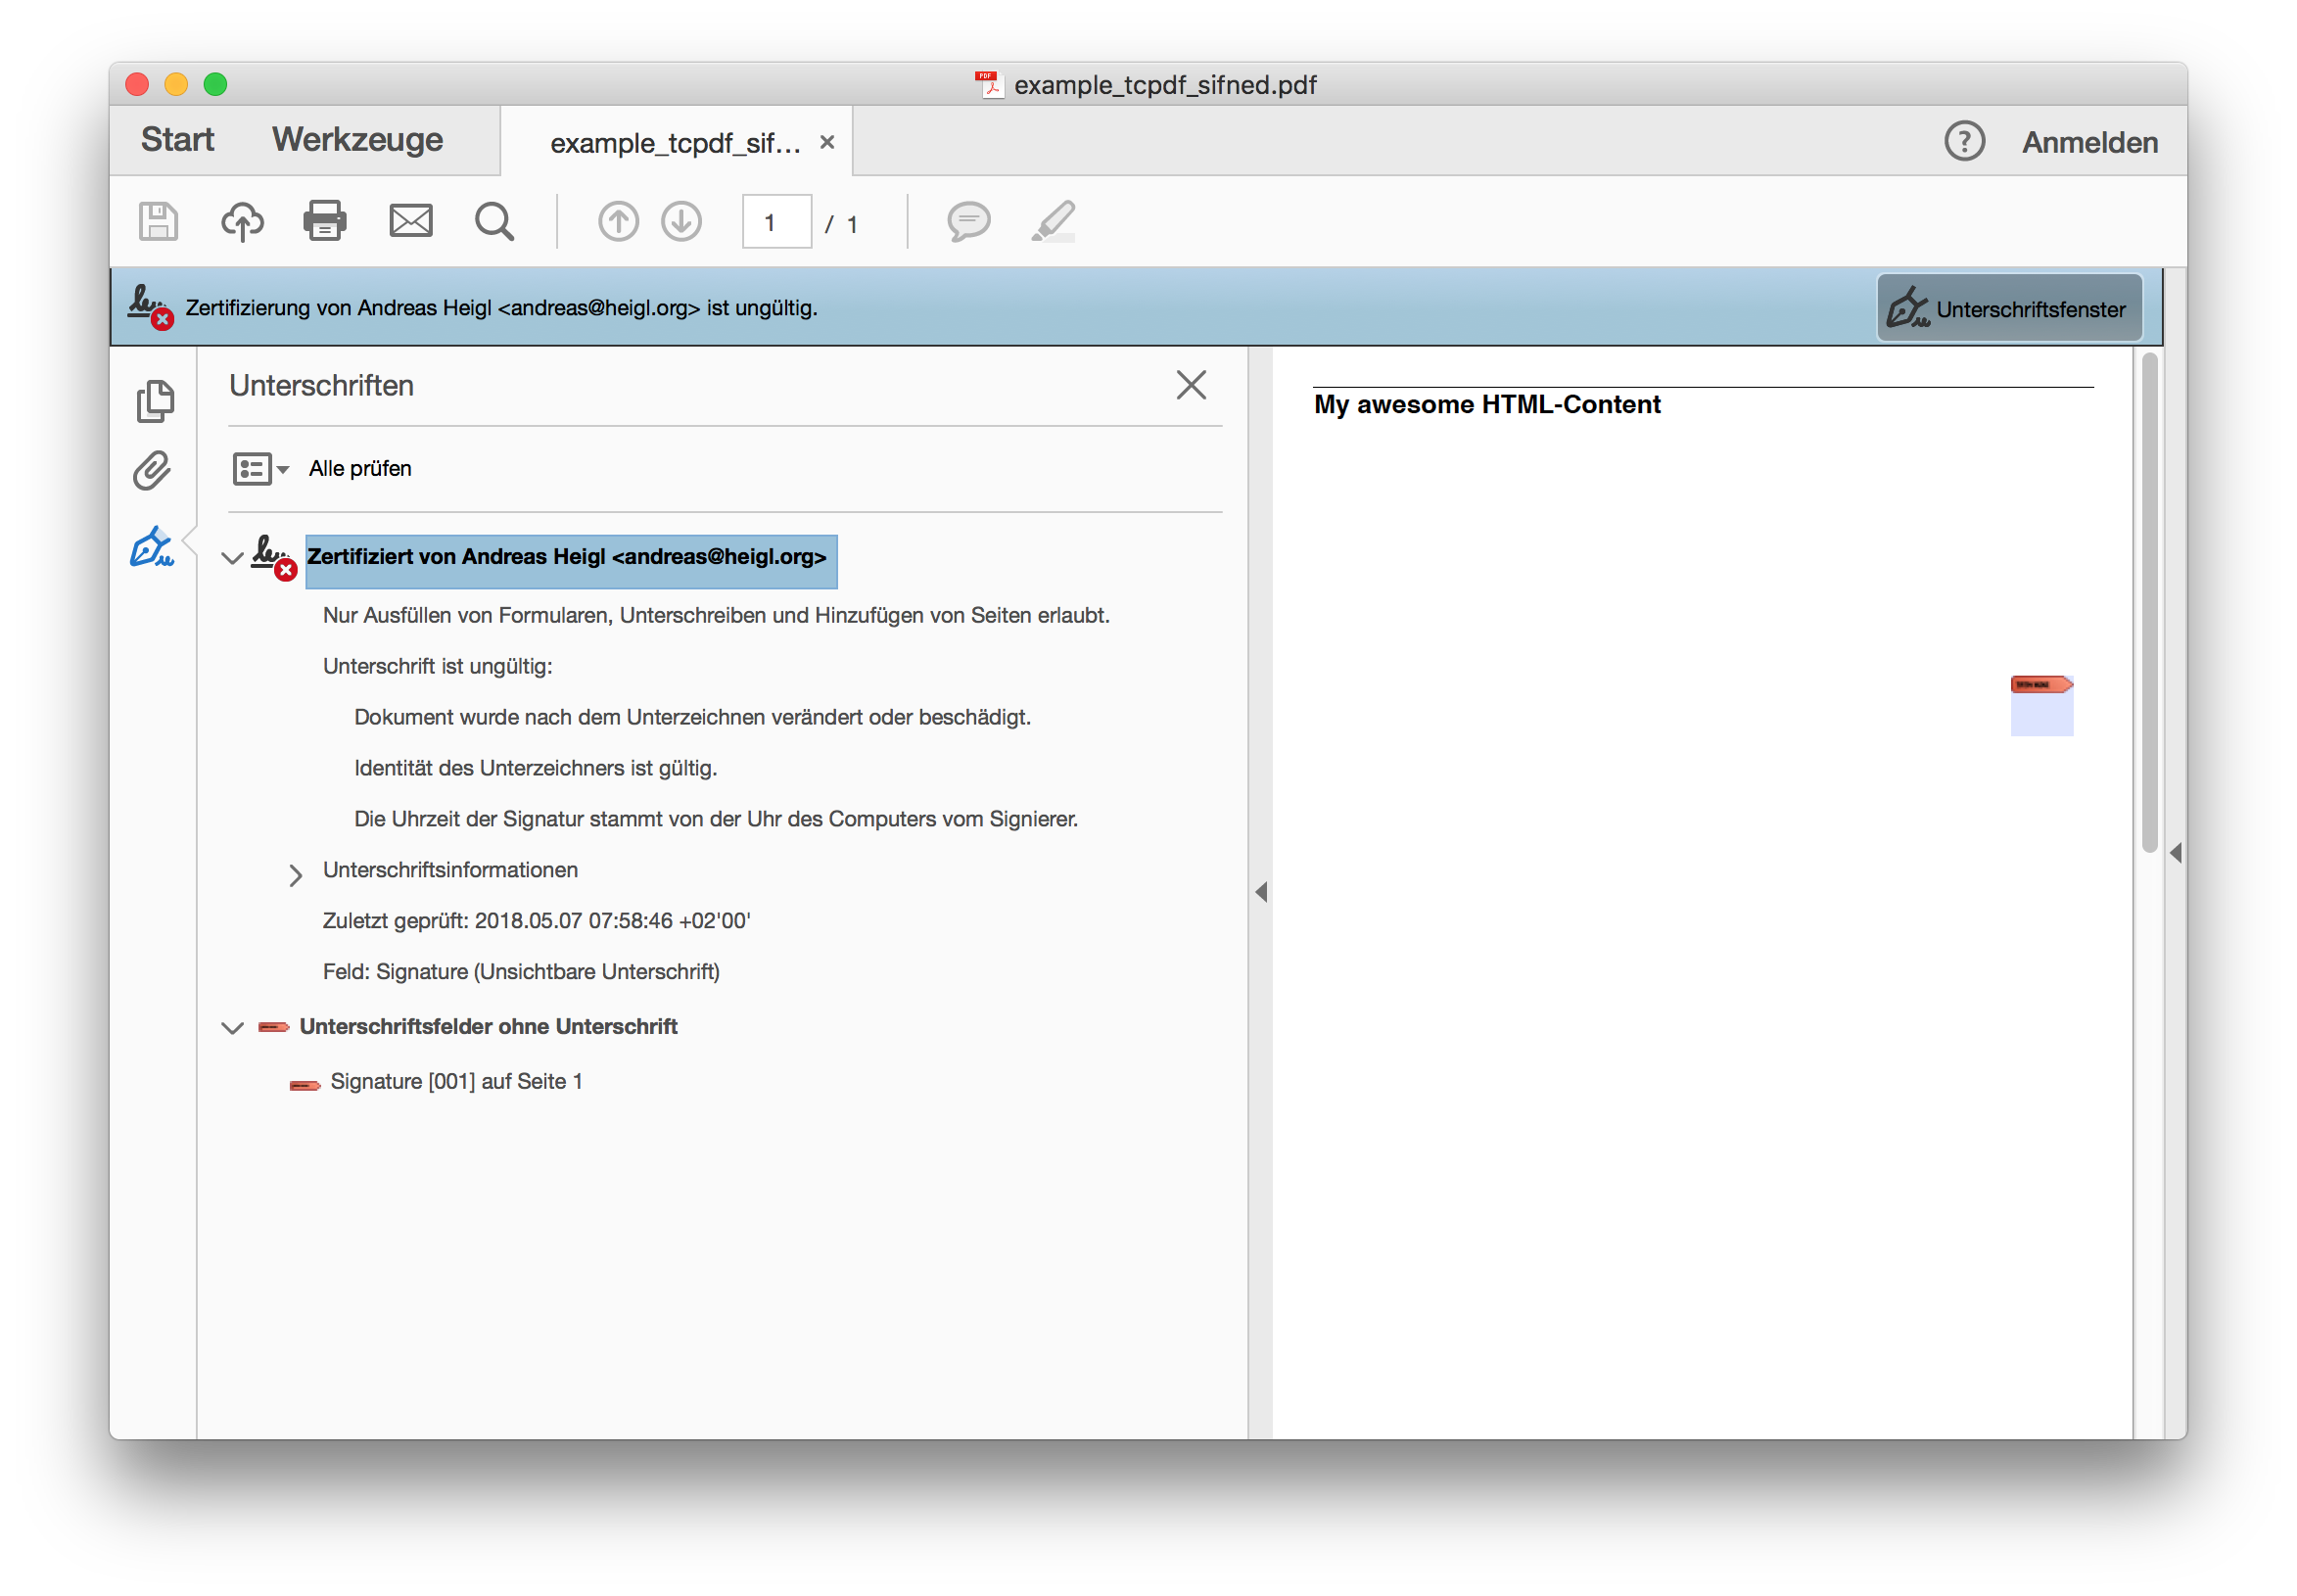 example_tcpdf_sifned.pdf
Start Werkzeuge example_tcpdf_sif... × ? Anmelden
1 / 1
Zertifizierung von Andreas Heigl <andreas@heigl.org> ist ungültig. Unterschriftsfenster
Unterschriften
Alle prüfen
Zertifiziert von Andreas Heigl <andreas@heigl.org>
Nur Ausfüllen von Formularen, Unterschreiben und Hinzufügen von Seiten erlaubt.
Unterschrift ist ungültig:
Dokument wurde nach dem Unterzeichnen verändert oder beschädigt.
Identität des Unterzeichners ist gültig.
Die Uhrzeit der Signatur stammt von der Uhr des Computers vom Signierer.
Unterschriftsinformationen
Zuletzt geprüft: 2018.05.07 07:58:46 +02'00'
Feld: Signature (Unsichtbare Unterschrift)
Unterschriftsfelder ohne Unterschrift
Signature [001] auf Seite 1
My awesome HTML-Content